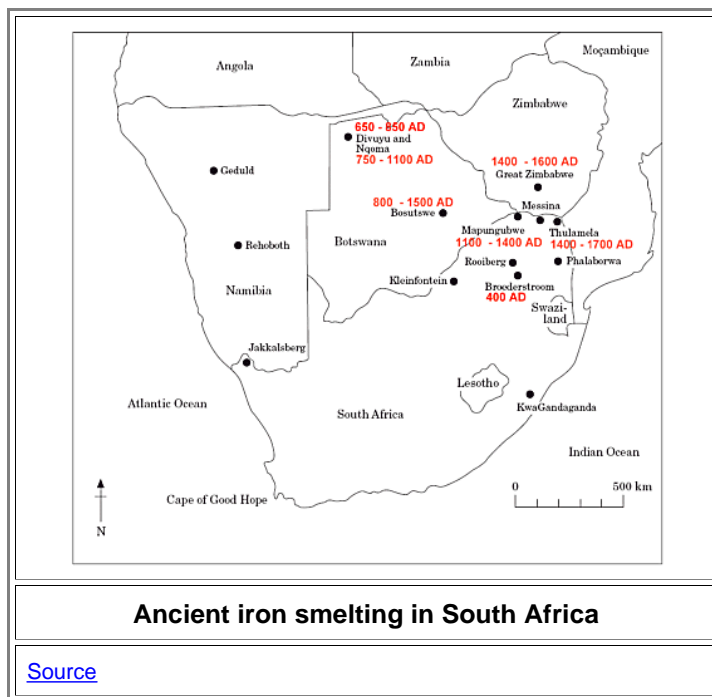 Moçambique
Angola
Zambia
Zimbabwe
650 - 850 AD
Divuyu and
Nqoma
750 - 1100 AD
1400 - 1600 AD
Great Zimbabwe
Geduld
800 - 1500 AD
Bosutswe
Messina
Mapungubwe
Thulamela
1100 - 1400 AD
1400 - 1700 AD
Botswana
Rehoboth
Rooiberg
Phalaborwa
Kleinfontein
Broederstroom
400 AD
Namibia
Swazi-
land
Jakkalsberg
Lesotho
Atlantic Ocean
South Africa
KwaGandaganda
Indian Ocean
Cape of Good Hope
0
500 km
N
Ancient iron smelting in South Africa
Source